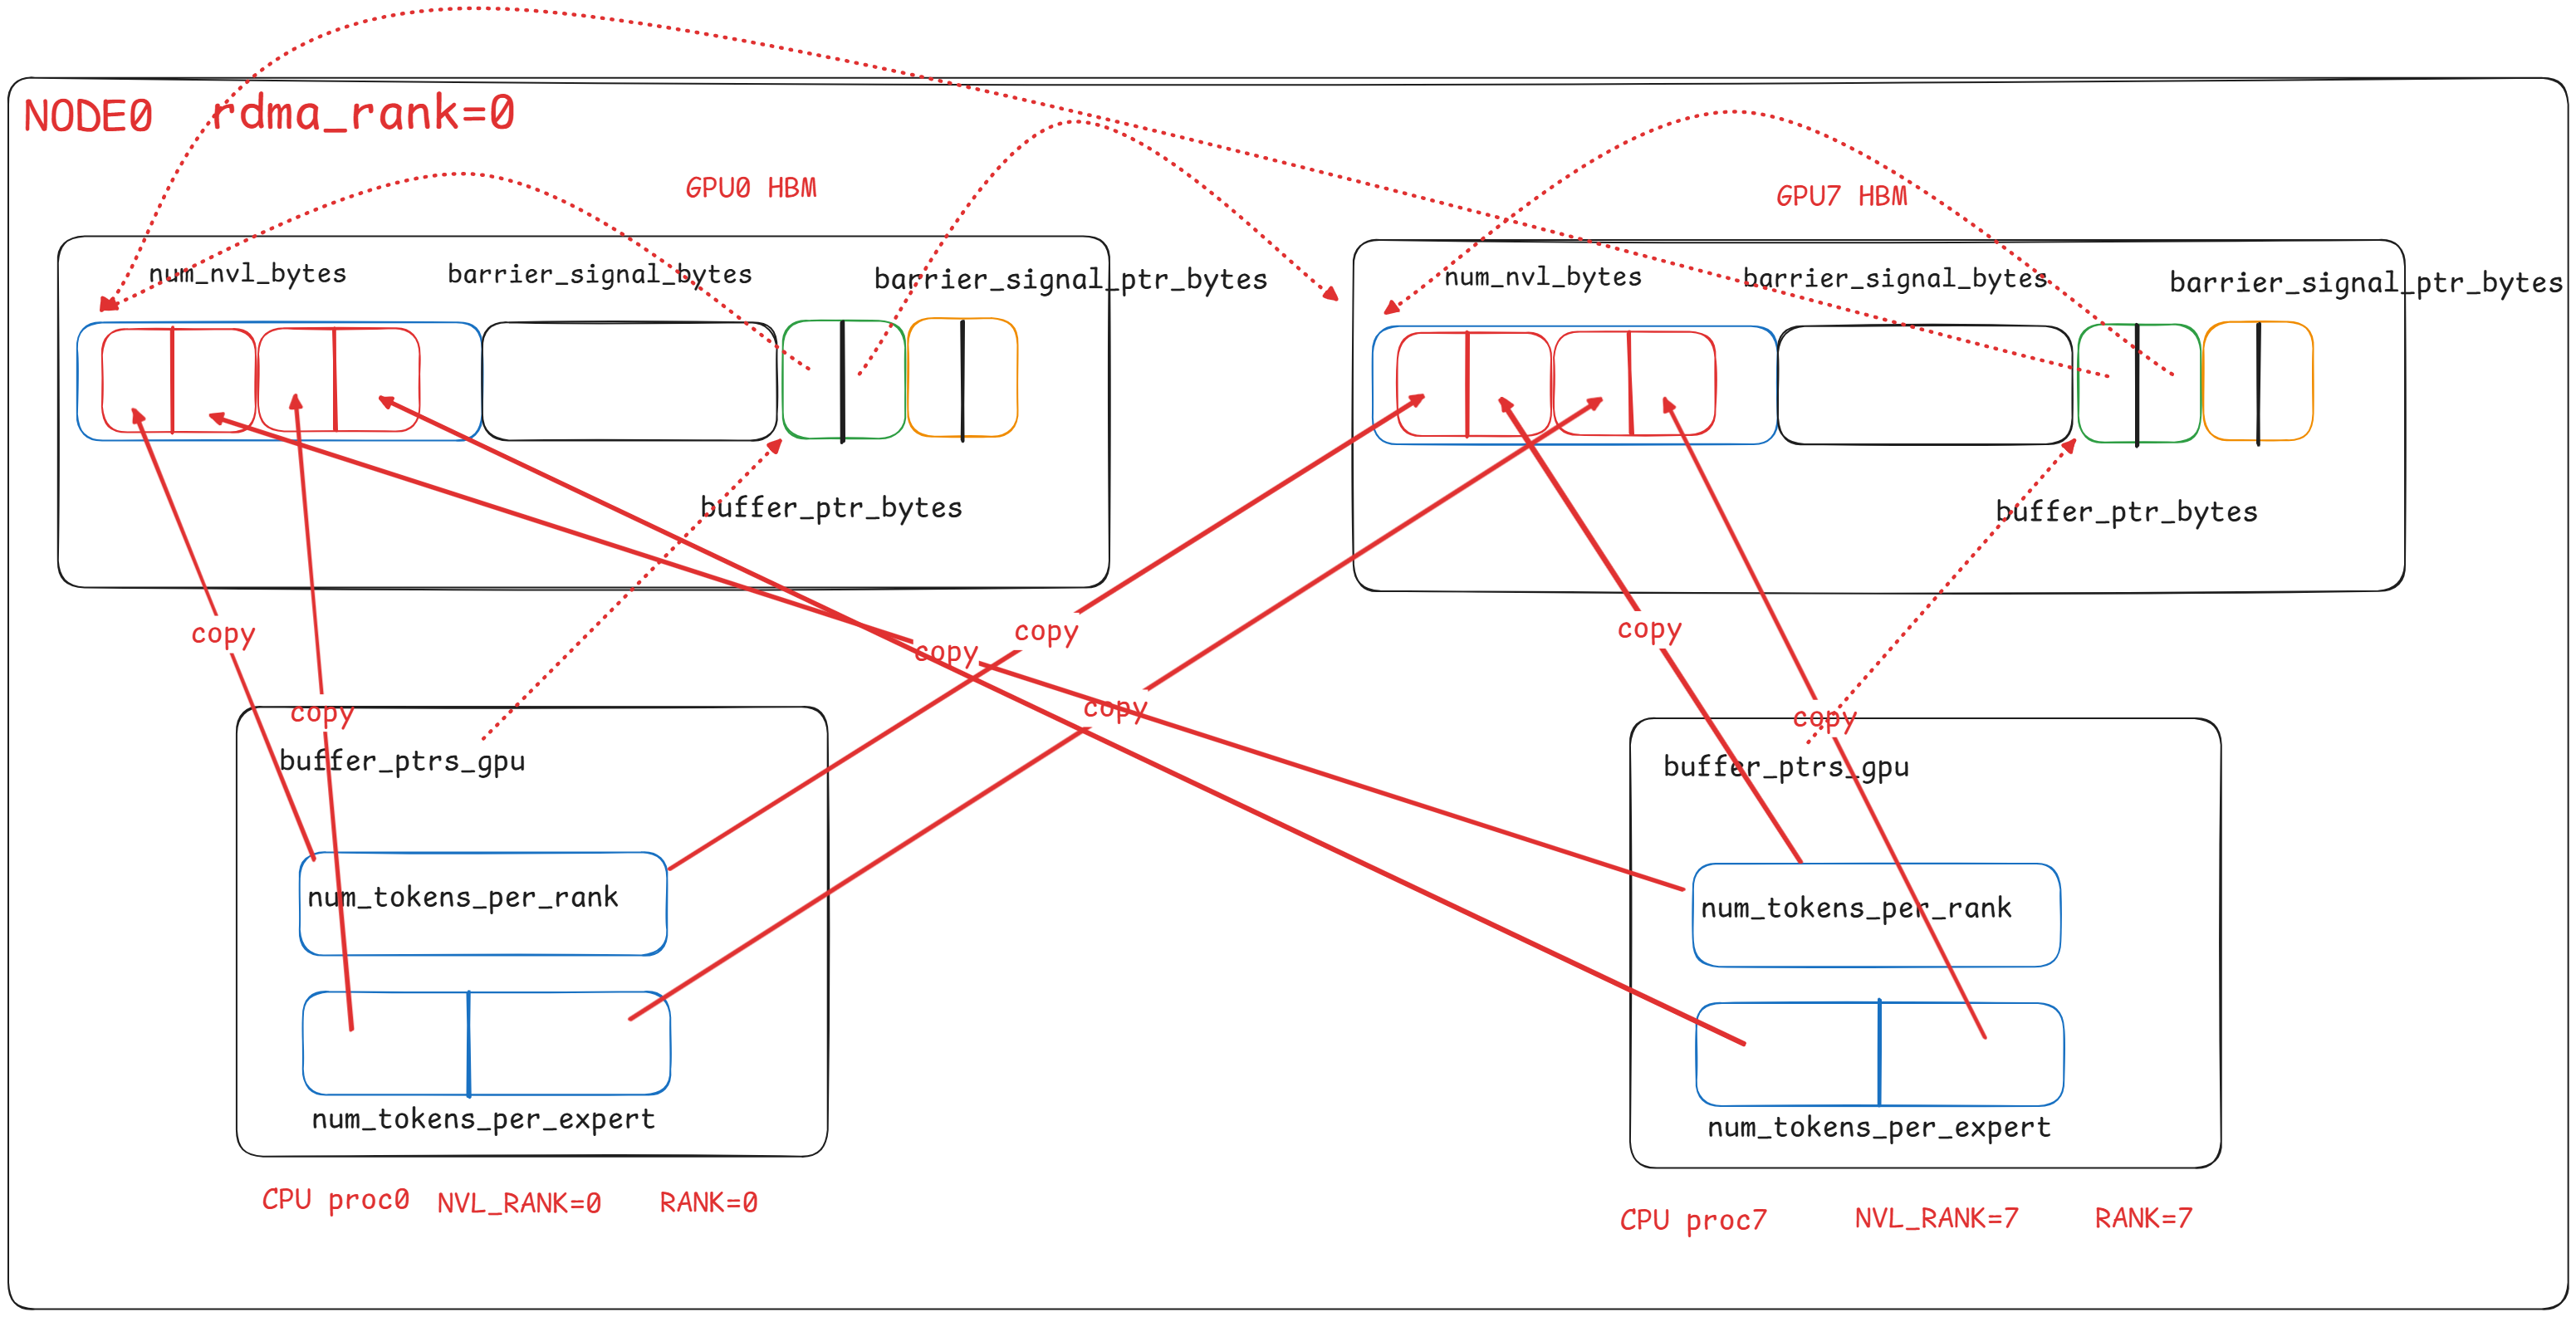 NODE0 rdma_rank=0
GPU0 HBM
GPU7 HBM
num_nvl_bytes
barrier_signal_bytes
barrier_signal_ptr_bytes
num_nvl_bytes
barrier_signal_bytes
barrier_signal_ptr_bytes
buffer_ptr_bytes
buffer_ptr_bytes
copy
copy
copy
copy
copy
copy
copy
copy
buffer_ptrs_gpu
buffer_ptrs_gpu
num_tokens_per_rank
num_tokens_per_rank
num_tokens_per_expert
num_tokens_per_expert
CPU proc0 NVL_RANK=0 RANK=0
CPU proc7 NVL_RANK=7 RANK=7